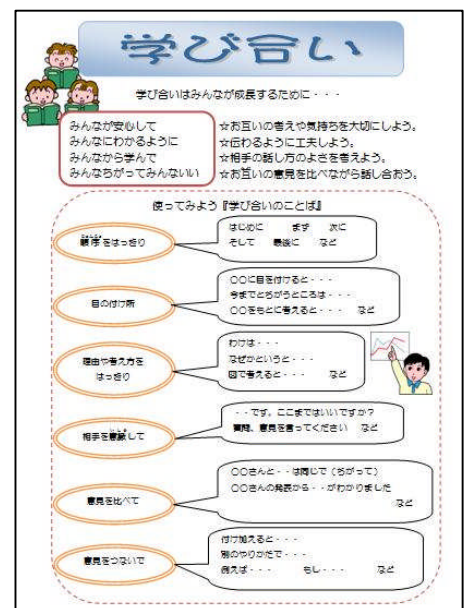 学び合い
学び合いはみんなが成長するために・・・
みんなが安心して
みんなにわかるように
みんなから学んで
みんなちがってみんないい
☆お互いの考えや気持ちを大切にしよう。
☆伝わるように工夫しよう。
☆相手の話し方のよさを考えよう。
☆お互いの意見を比べながら話し合おう。
使ってみよう『学び合いのことば』
順序をはっきり
はじめに　まず　次に
そして　最後に　など
目の付け所
○○に目を付けると・・・
今までとちがうところは・・・
○○をもとに考えると・・・　など
理由や考え方を
はっきり
わけは・・・
なぜかというと・・・
図で考えると・・・　など
相手を意識して
・・です。ここまではいいですか？
質問、意見を言ってください　など
意見を比べて
○○さんと・・は同じで（ちがって）
○○さんの発表から・・がわかりました
など
意見をつないで
付け加えると・・・
別のやりかたで・・・
例えば・・・　もし・・・　など